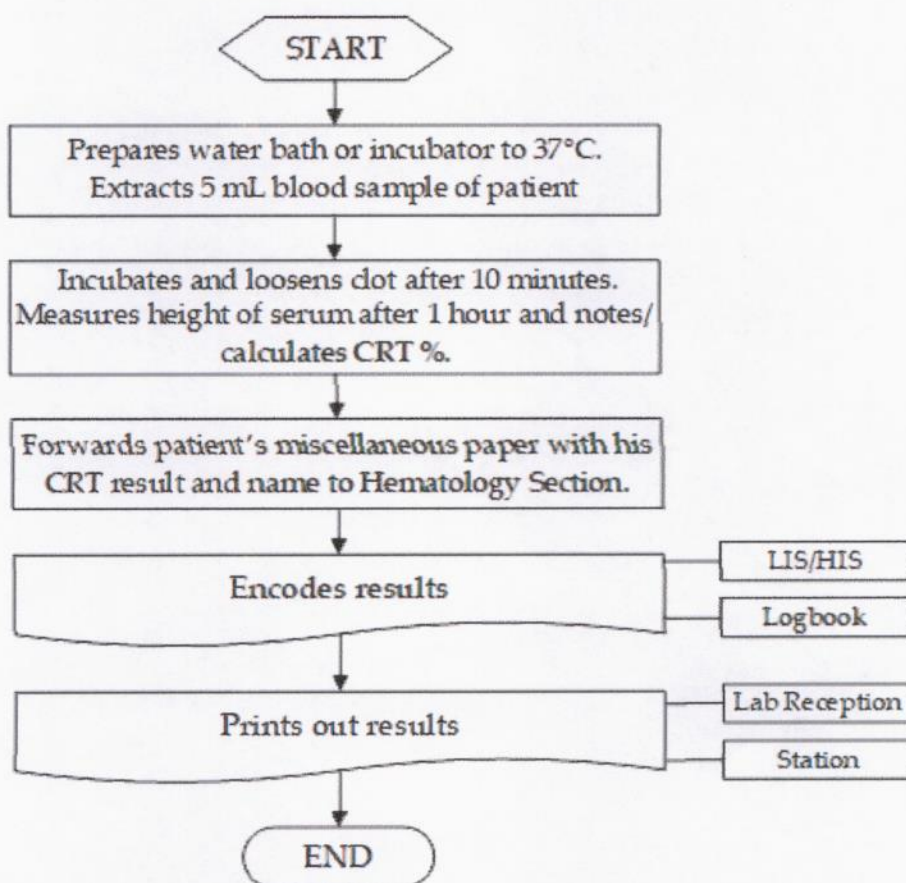 START
Prepares water bath or incubator to 37°C.
Extracts 5 mL blood sample of patient
Incubates and loosens clot after 10 minutes.
Measures height of serum after 1 hour and notes/
calculates CRT %.
Forwards patient's miscellaneous paper with his
CRT result and name to Hematology Section.
Encodes results
LIS/HIS
Logbook
Prints out results
Lab Reception
Station
END